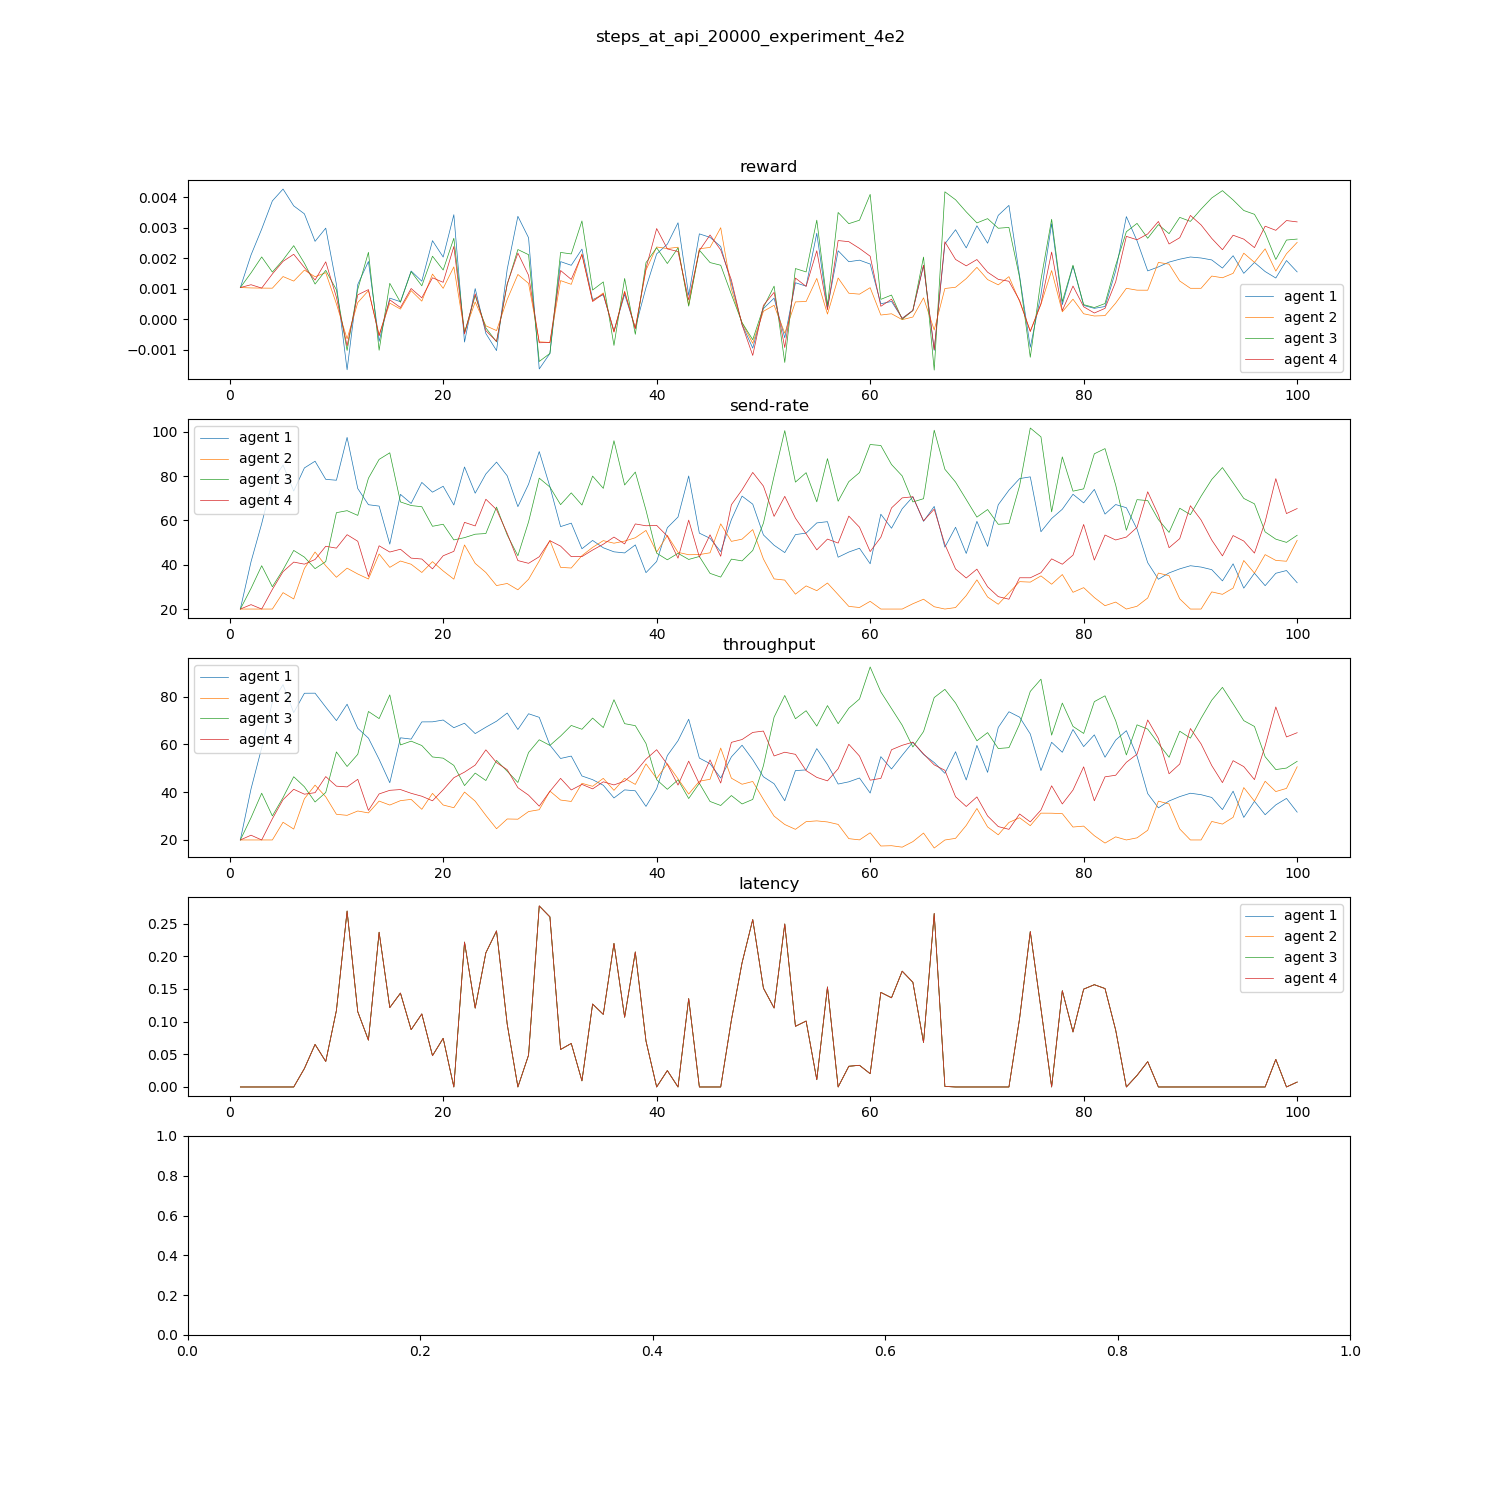 steps_at_api_20000_experiment_4e2
reward
0.004
0.003
0.002
0.001
0.000
−0.001
agent 1
agent 2
agent 3
agent 4
0 20 40 60 80 100
send-rate
100
80
60
40
20
agent 1
agent 2
agent 3
agent 4
0 20 40 60 80 100
throughput
80
60
40
20
agent 1
agent 2
agent 3
agent 4
0 20 40 60 80 100
latency
0.25
0.20
0.15
0.10
0.05
0.00
agent 1
agent 2
agent 3
agent 4
0 20 40 60 80 100
1.0
0.8
0.6
0.4
0.2
0.0
0.0 0.2 0.4 0.6 0.8 1.0